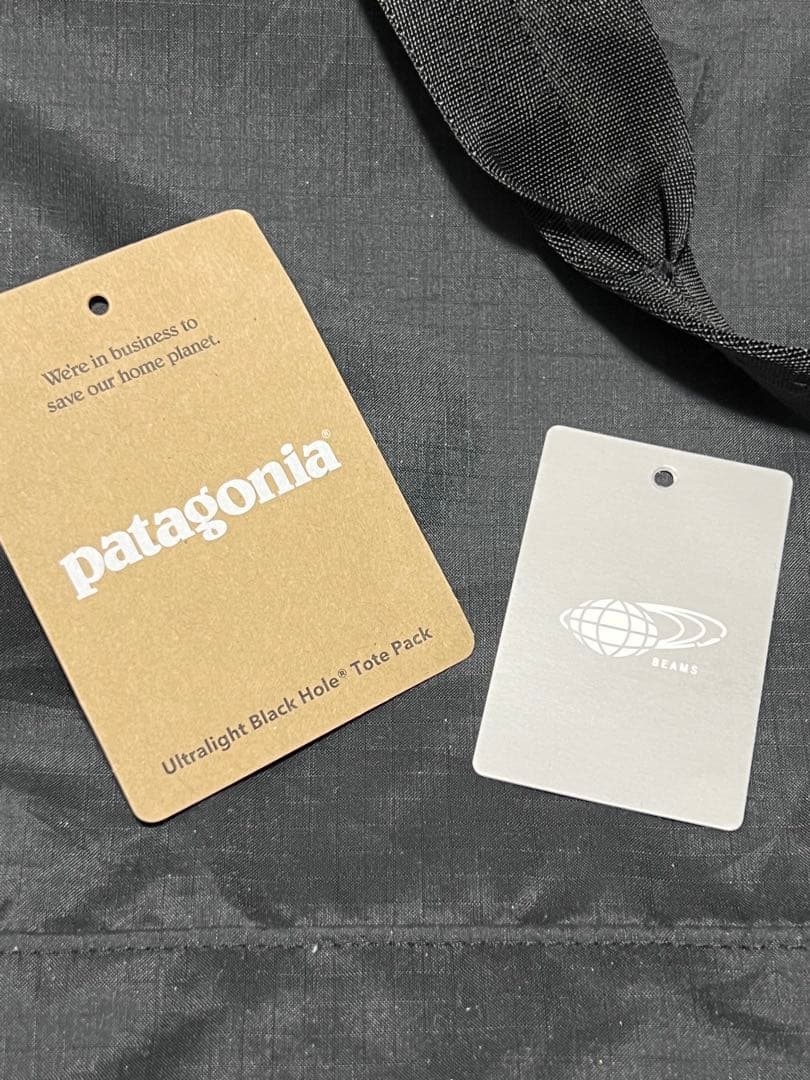 We're in business to
save our home planet.
patagonia®
Ultralight Black Hole® Tote Pack
BEAMS